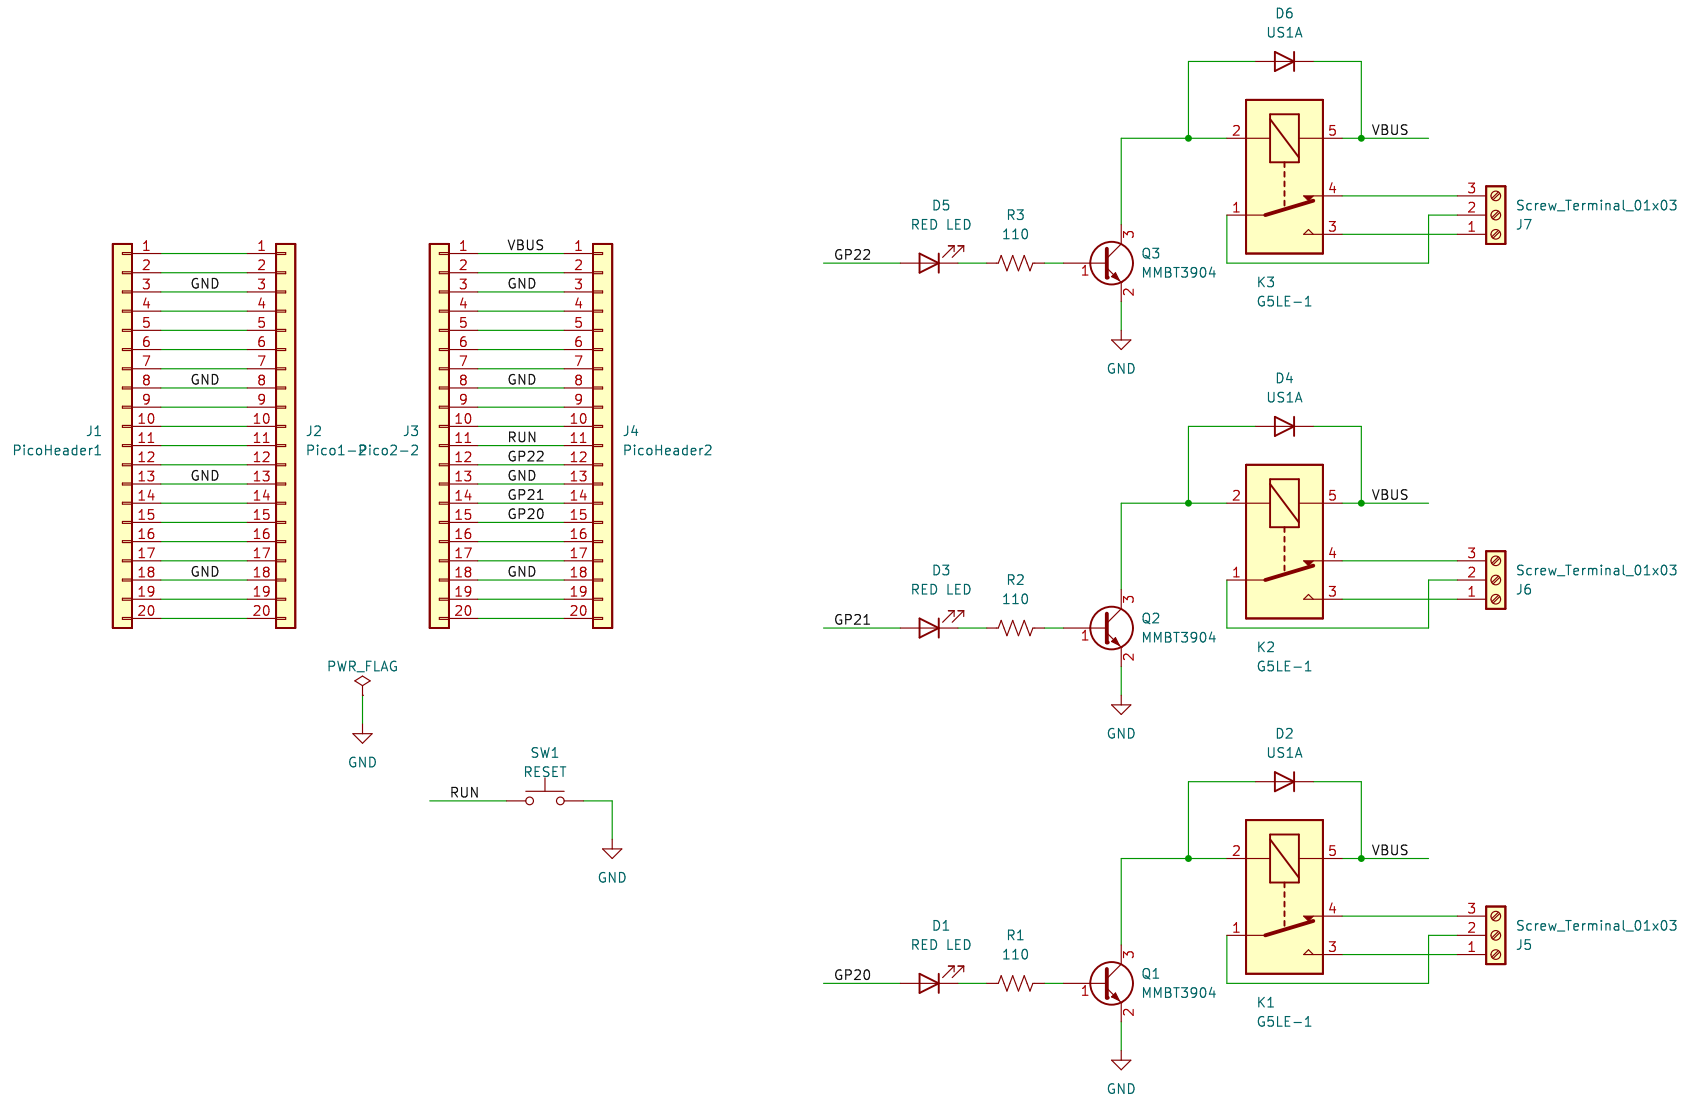 D6
US1A
2
5
VBUS
1
4
3
3
2
1
Screw_Terminal_01x03
J7
K3
G5LE-1
GP22
D5
RED LED
R3
110
1
3
2
Q3
MMBT3904
GND
J1
PicoHeader1
1 1
2 2
3 GND 3
4 4
5 5
6 6
7 7
8 GND 8
9 9
10 10
11 11
12 12
13 GND 13
14 14
15 15
16 16
17 17
18 GND 18
19 19
20 20
J2
Pico1-2
J3
Pico2-2
1 VBUS 1
2 2
3 GND 3
4 4
5 5
6 6
7 7
8 GND 8
9 9
10 10
11 RUN 11
12 GP22 12
13 GND 13
14 GP21 14
15 GP20 15
16 16
17 17
18 GND 18
19 19
20 20
J4
PicoHeader2
D4
US1A
2
5
VBUS
1
4
3
3
2
1
Screw_Terminal_01x03
J6
K2
G5LE-1
GP21
D3
RED LED
R2
110
1
3
2
Q2
MMBT3904
GND
PWR_FLAG
GND
SW1
RESET
RUN
GND
D2
US1A
2
5
VBUS
1
4
3
3
2
1
Screw_Terminal_01x03
J5
K1
G5LE-1
GP20
D1
RED LED
R1
110
1
3
2
Q1
MMBT3904
GND